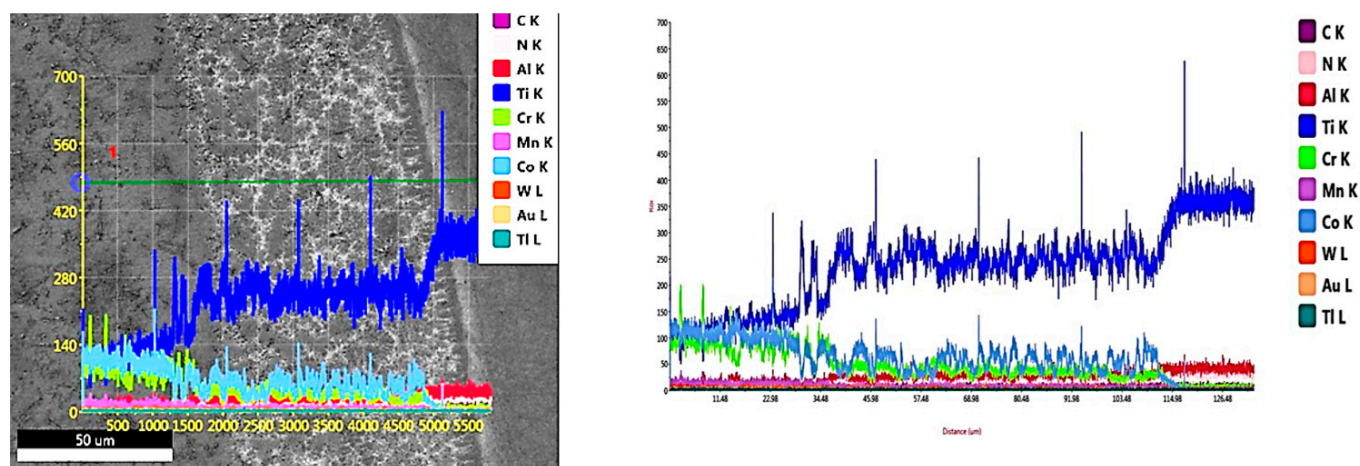 C K
N K
Al K
Ti K
Cr K
Mn K
Co K
W L
Au L
Tl L
700
560
420
280
140
0
1
500 1000 1500 2000 2500 3000 3500 4000 4500 5000 5500
50 um
700
650
600
550
500
450
400
350
300
250
200
150
100
50
0
11.48 22.98 34.48 45.98 57.48 68.98 80.48 91.98 103.48 114.98 126.48
Distance (um)
C K
N K
Al K
Ti K
Cr K
Mn K
Co K
W L
Au L
Tl L